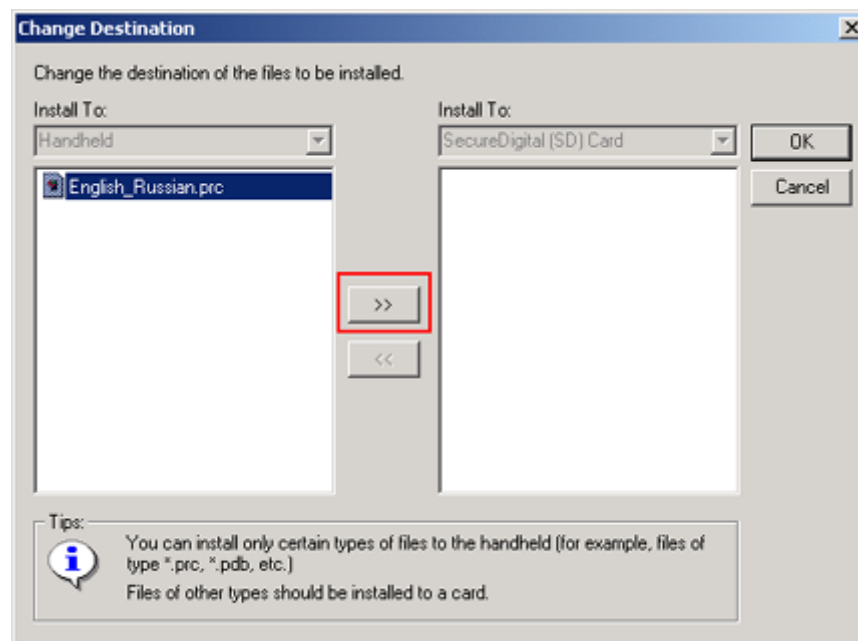 Change Destination
Change the destination of the files to be installed.
Install To:
Install To:
Handheld
SecureDigital (SD) Card
OK
English_Russian.prc
Cancel
>>
<<
Tips:
You can install only certain types of files to the handheld (for example, files of
type *.prc, *.pdb, etc.)
Files of other types should be installed to a card.